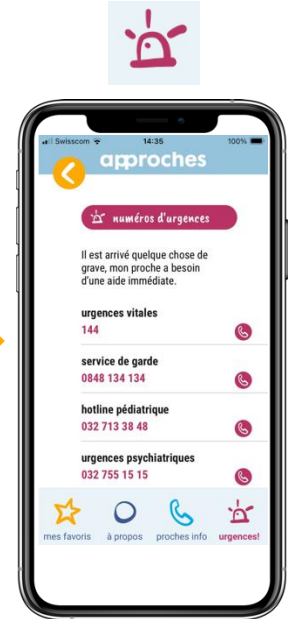 Swisscom 14:35 100%
approches
numéros d'urgences
Il est arrivé quelque chose de
grave, mon proche a besoin
d'une aide immédiate.
urgences vitales
144
service de garde
0848 134 134
hotline pédiatrique
032 713 38 48
urgences psychiatriques
032 755 15 15
mes favoris à propos proches info urgences!